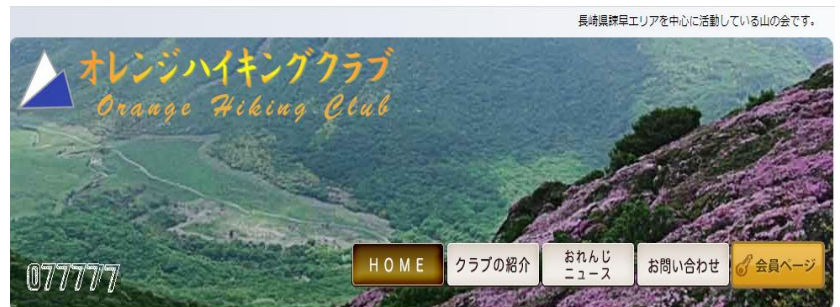 長崎県諫早エリアを中心に活動している山の会です。
オレンジハイキングクラブ
Orange Hiking Club
077777
HOME
クラブの紹介
おれんじ
ニュース
お問い合わせ
会員ページ